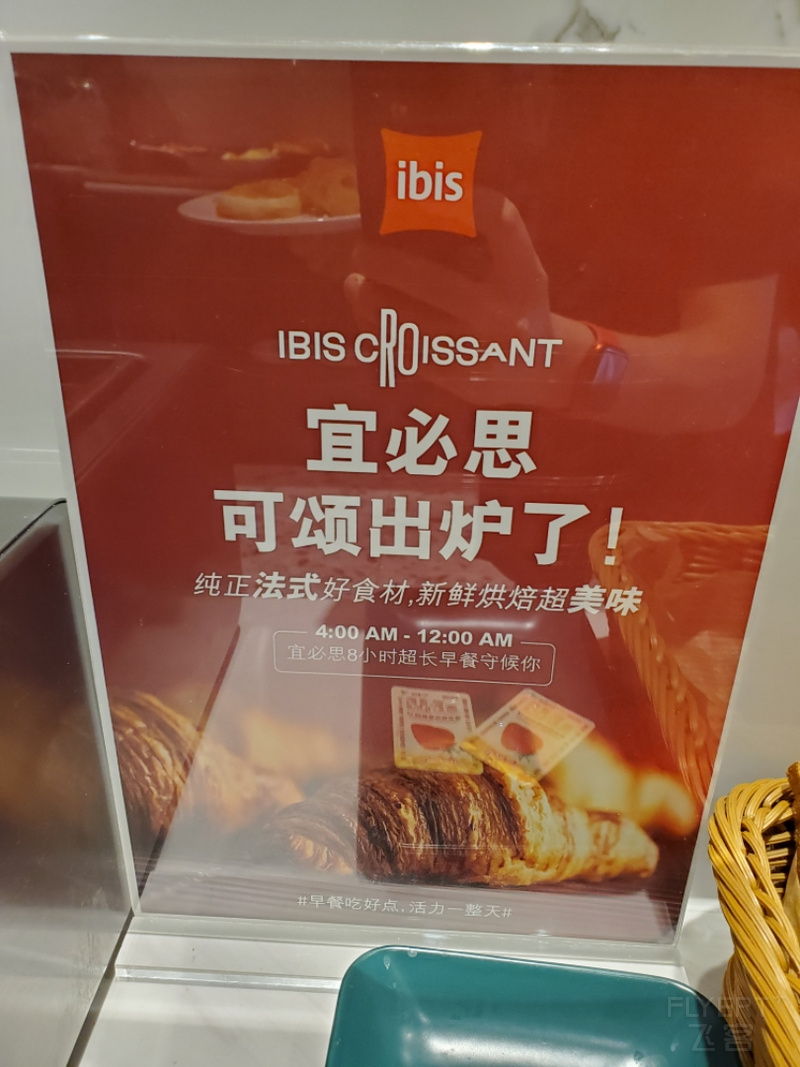 ibis
IBIS CROISSANT
宜必思
可颂出炉了!
纯正法式好食材,新鲜烘焙超美味
4:00 AM - 12:00 AM
宜必思8小时超长早餐守候你
#早餐吃好点,活力一整天#
飞客